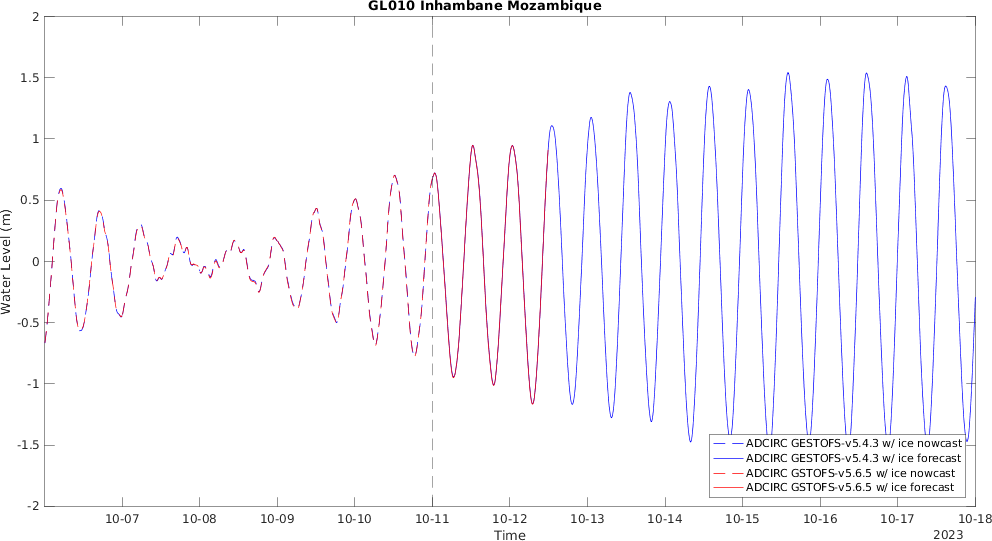 GL010 Inhambane Mozambique
Water Level (m)
2
1.5
1
0.5
0
-0.5
-1
-1.5
-2
ADCIRC GESTOFS-v5.4.3 w/ ice nowcast
ADCIRC GESTOFS-v5.4.3 w/ ice forecast
ADCIRC GSTOFS-v5.6.5 w/ ice nowcast
ADCIRC GSTOFS-v5.6.5 w/ ice forecast
10-07 10-08 10-09 10-10 10-11 10-12 10-13 10-14 10-15 10-16 10-17 10-18
Time
2023